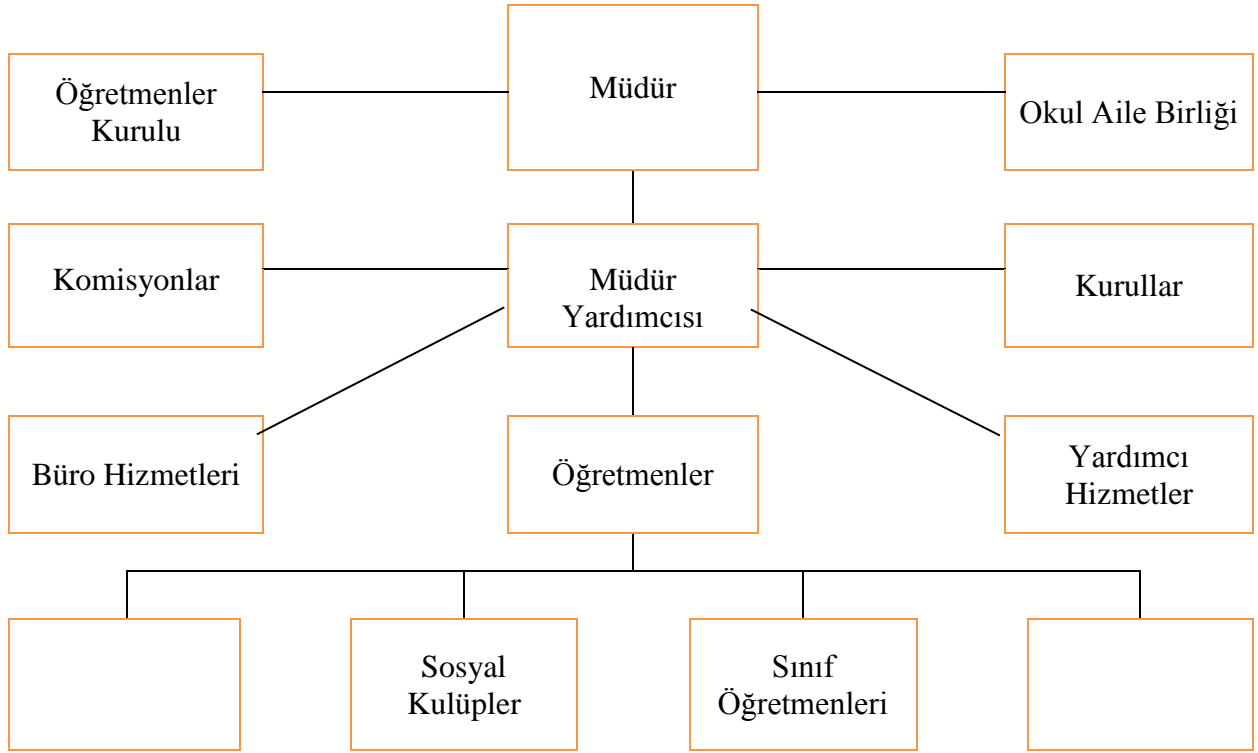 Öğretmenler
Kurulu
Müdür
Okul Aile Birliği
Komisyonlar
Müdür
Yardımcısı
Kurullar
Büro Hizmetleri
Öğretmenler
Yardımcı
Hizmetler
Sosyal
Kulüpler
Sınıf
Öğretmenleri